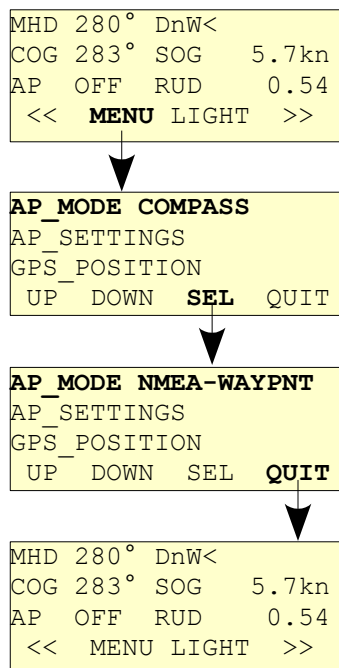 MHD 280° DnW<
COG 283° SOG 5.7kn
AP OFF RUD 0.54
<< MENU LIGHT >>
AP_MODE COMPASS
AP_SETTINGS
GPS_POSITION
UP DOWN SEL QUIT
AP_MODE NMEA-WAYPNT
AP_SETTINGS
GPS_POSITION
UP DOWN SEL QUIT
MHD 280° DnW<
COG 283° SOG 5.7kn
AP OFF RUD 0.54
<< MENU LIGHT >>